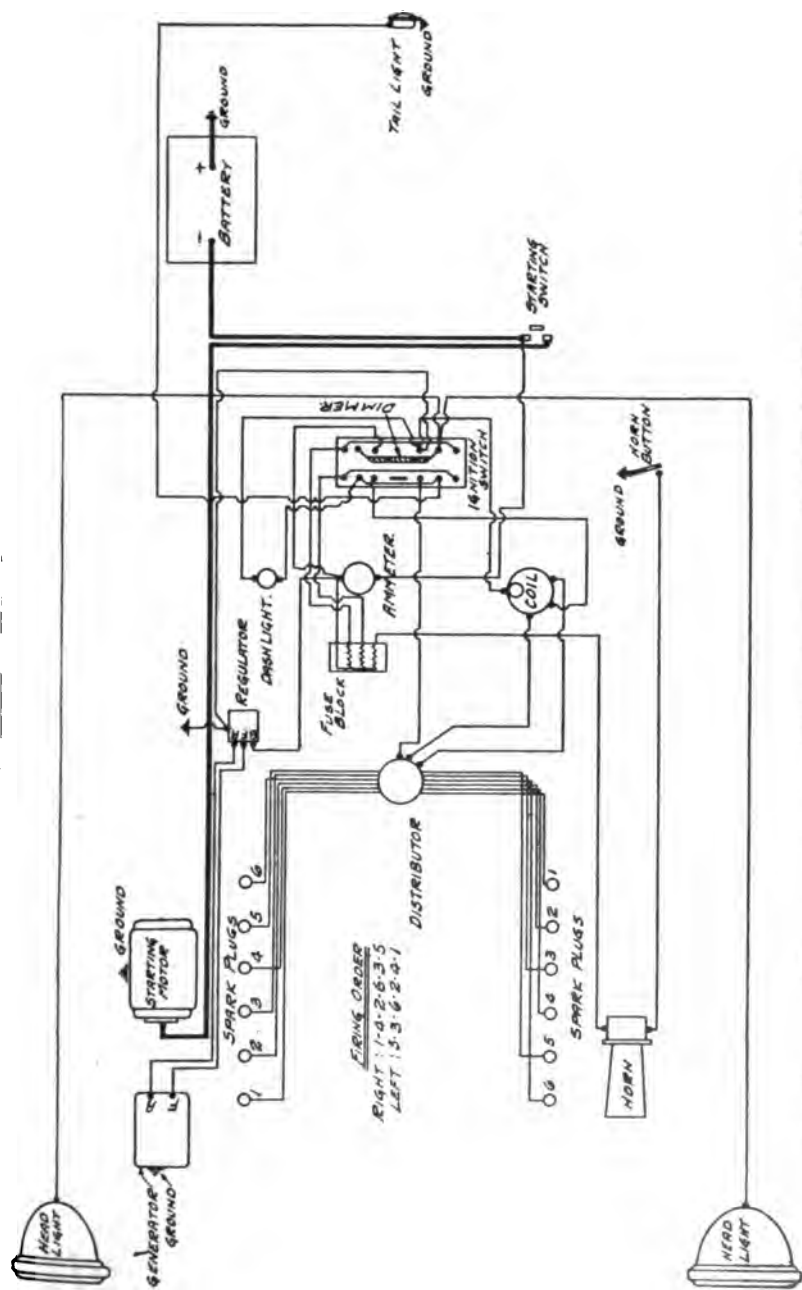 HEAD
LIGHT
GENERATOR
GROUND
STARTING
MOTOR
GROUND
GROUND
REGULATOR
DASH LIGHT.
BATTERY
- +
GROUND
TAIL LIGHT
GROUND
SPARK PLUGS
1 2 3 4 5 6
FIRING ORDER
RIGHT : 1-4-2-6-3-5
LEFT : 5-3-6-2-4-1
DISTRIBUTOR
FUSE
BLOCK
AMMETER
DIMMER
IGNITION
SWITCH
COIL
STARTING
SWITCH
6 5 4 3 2 1
SPARK PLUGS
HORN
GROUND
HORN
BUTTON
HEAD
LIGHT